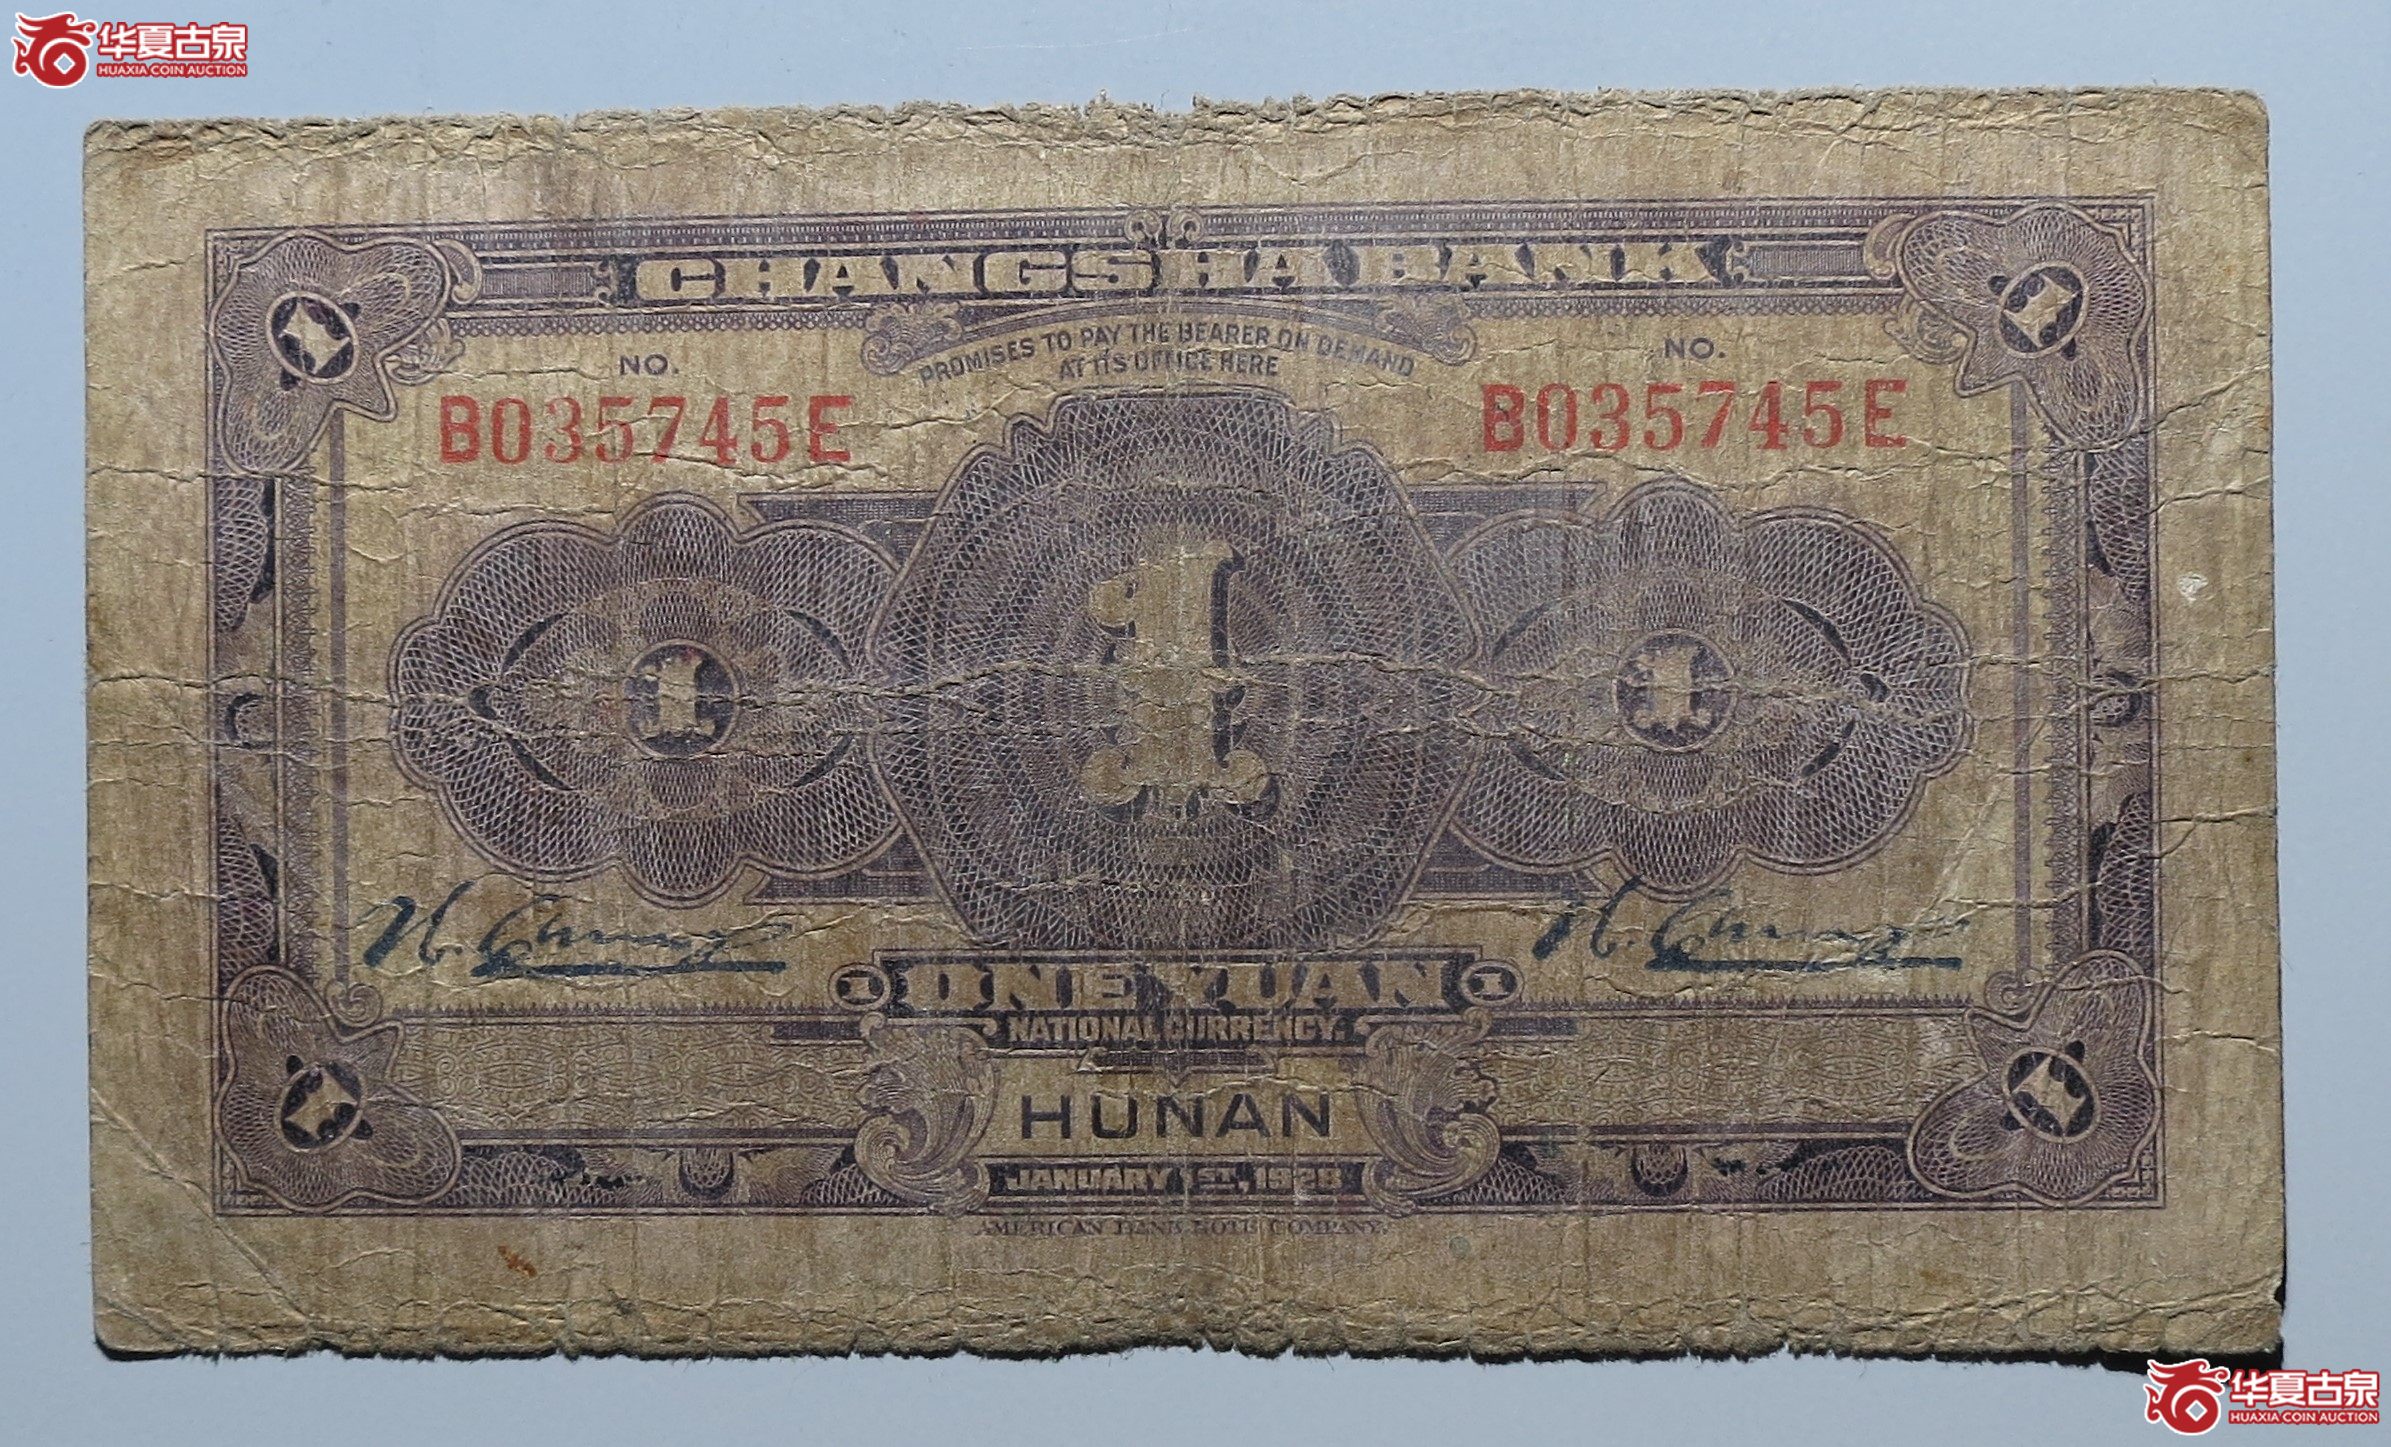 华夏古泉
HUAXIA COIN AUCTION
CHANGSHA BANK
PROMISES TO PAY THE BEARER ON DEMAND
AT ITS OFFICE HERE
NO.
B035745E
NO.
B035745E
1
1
1
1
1
ONE YUAN
1
1
NATIONAL CURRENCY.
1
HUNAN
1
JANUARY 1ST, 1928
AMERICAN BANK NOTE COMPANY.
华夏古泉
HUAXIA COIN AUCTION